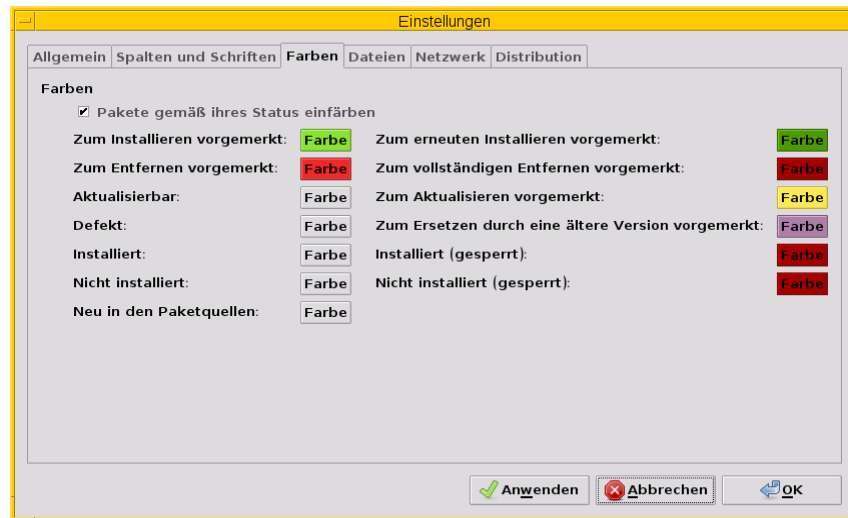 Einstellungen
Allgemein Spalten und Schriften Farben Dateien Netzwerk Distribution
Farben
Pakete gemäß ihres Status einfärben
Zum Installieren vorgemerkt: Farbe Zum erneuten Installieren vorgemerkt: Farbe
Zum Entfernen vorgemerkt: Farbe Zum vollständigen Entfernen vorgemerkt: Farbe
Aktualisierbar: Farbe Zum Aktualisieren vorgemerkt: Farbe
Defekt: Farbe Zum Ersetzen durch eine ältere Version vorgemerkt: Farbe
Installiert: Farbe Installiert (gesperrt): Farbe
Nicht installiert: Farbe Nicht installiert (gesperrt): Farbe
Neu in den Paketquellen: Farbe
Anwenden Abbrechen OK